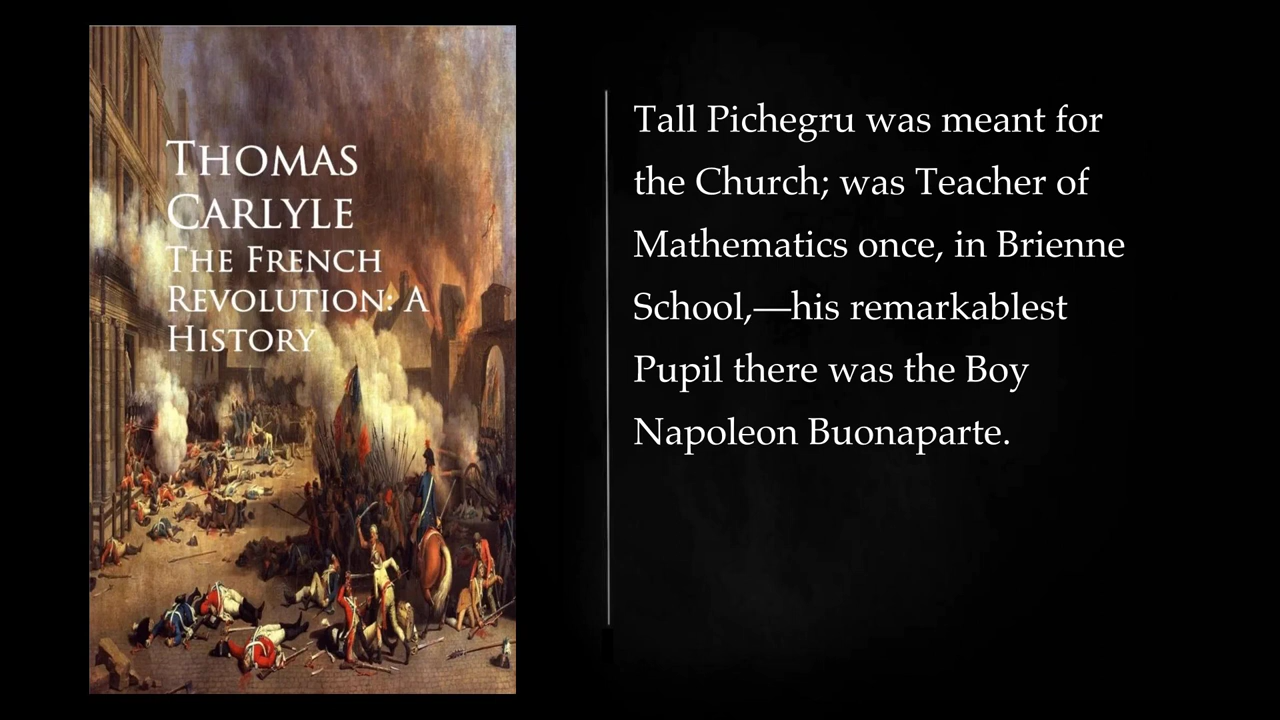 THOMAS
CARLYLE
THE FRENCH
REVOLUTION: A
HISTORY
Tall Pichegru was meant for
the Church; was Teacher of
Mathematics once, in Brienne
School,—his remarkablest
Pupil there was the Boy
Napoleon Buonaparte.